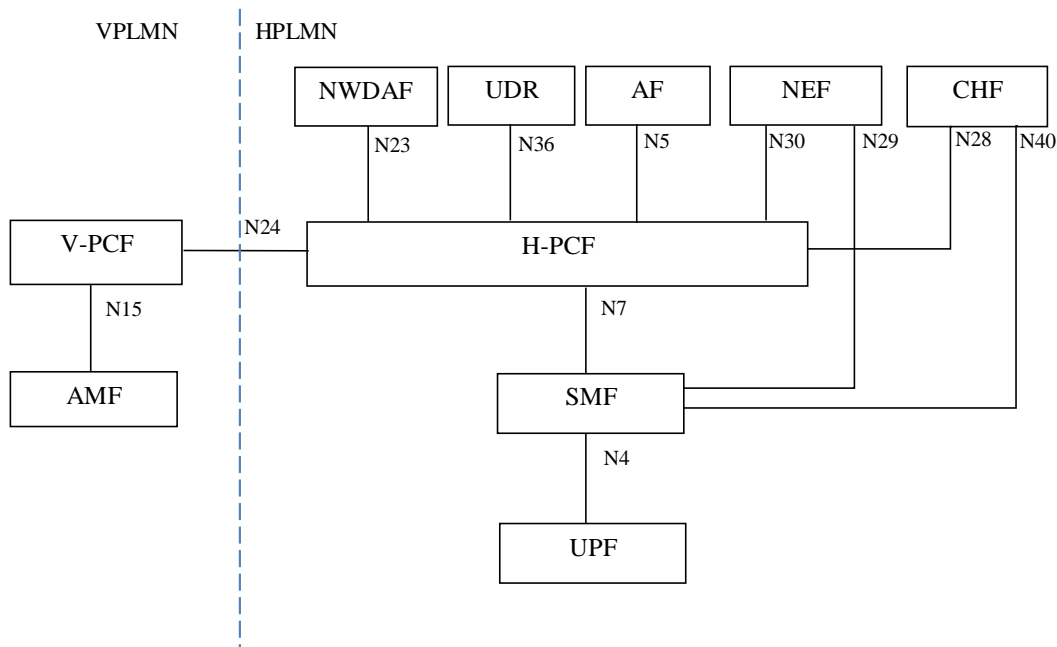 VPLMN
HPLMN
NWDAF
UDR
AF
NEF
CHF
N23
N36
N5
N30
N29
N28
N40
N24
V-PCF
H-PCF
N15
N7
AMF
SMF
N4
UPF